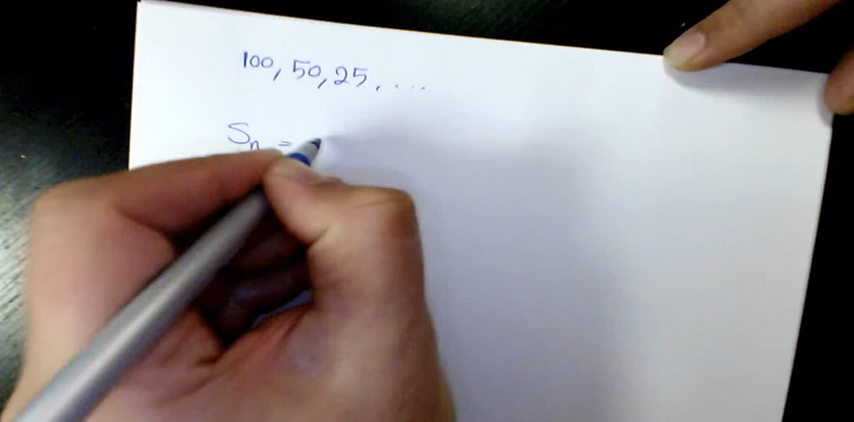 100, 50, 25, ....
Sn =